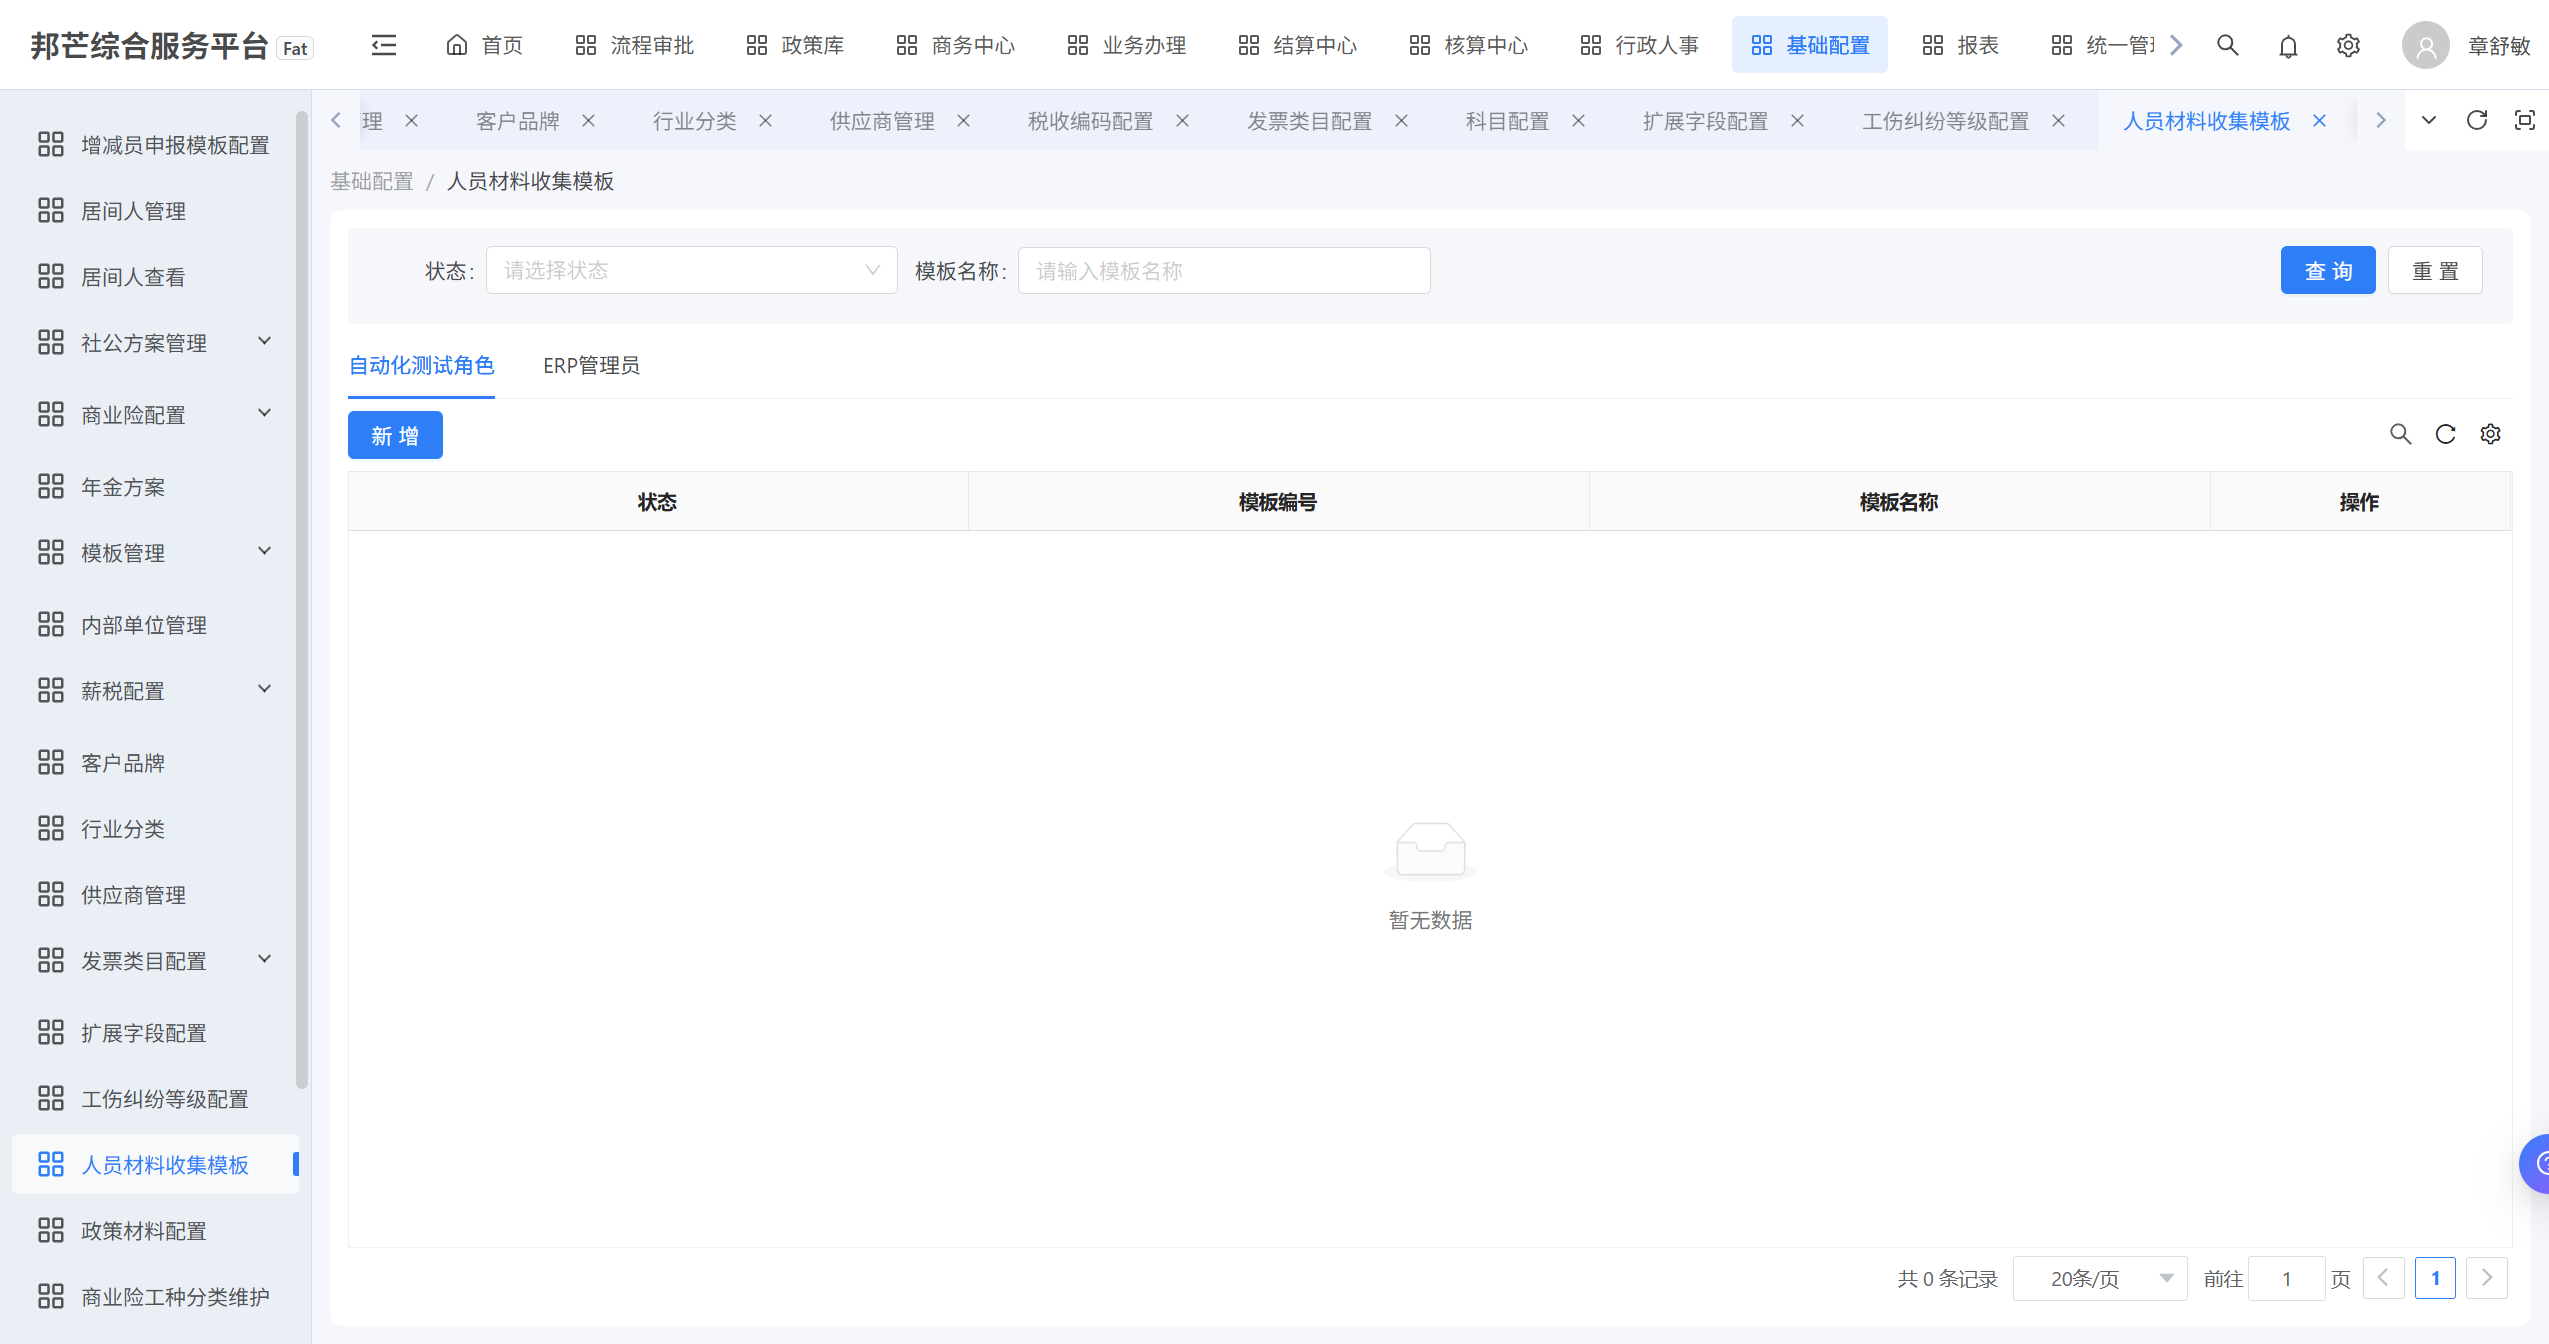 邦芒综合服务平台 Fat 首页 流程审批 政策库 商务中心 业务办理 结算中心 核算中心 行政人事 基础配置 报表 统一管 章舒敏
理 客户品牌 行业分类 供应商管理 税收编码配置 发票类目配置 科目配置 扩展字段配置 工伤纠纷等级配置 人员材料收集模板
基础配置 / 人员材料收集模板
增减员申报模板配置
居间人管理
居间人查看
社公方案管理
商业险配置
年金方案
模板管理
内部单位管理
薪税配置
客户品牌
行业分类
供应商管理
发票类目配置
扩展字段配置
工伤纠纷等级配置
人员材料收集模板
政策材料配置
商业险工种分类维护
状态: 请选择状态 模板名称: 请输入模板名称 查询 重置
自动化测试角色 ERP管理员
新增
状态 模板编号 模板名称 操作
暂无数据
共 0 条记录 20条/页 前往 1 页 1